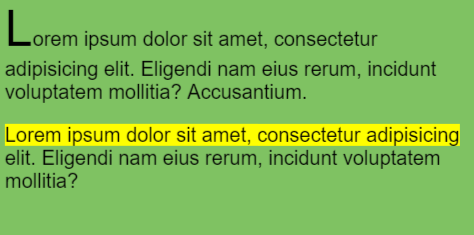 Lorem ipsum dolor sit amet, consectetur
adipisicing elit. Eligendi nam eius rerum, incidunt
voluptatem mollitia? Accusantium.
Lorem ipsum dolor sit amet, consectetur adipisicing
elit. Eligendi nam eius rerum, incidunt voluptatem
mollitia?